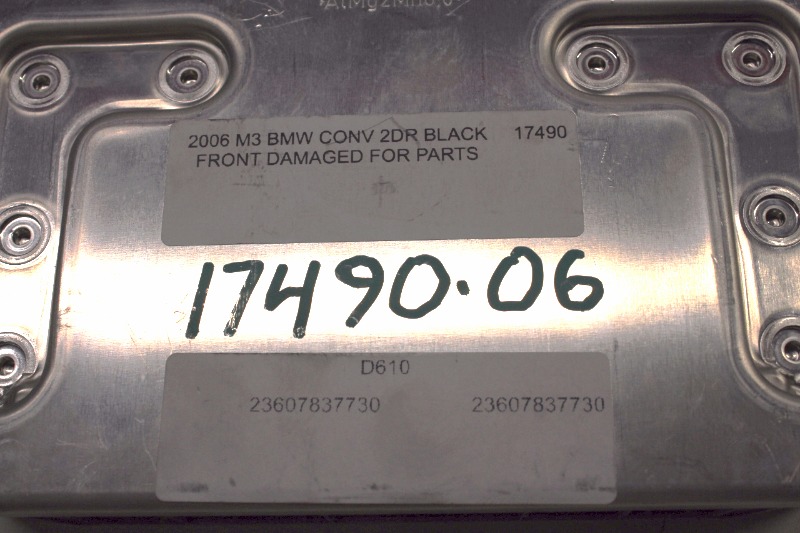 2006 M3 BMW CONV 2DR BLACK 17490
FRONT DAMAGED FOR PARTS
17490.06
D610
23607837730 23607837730